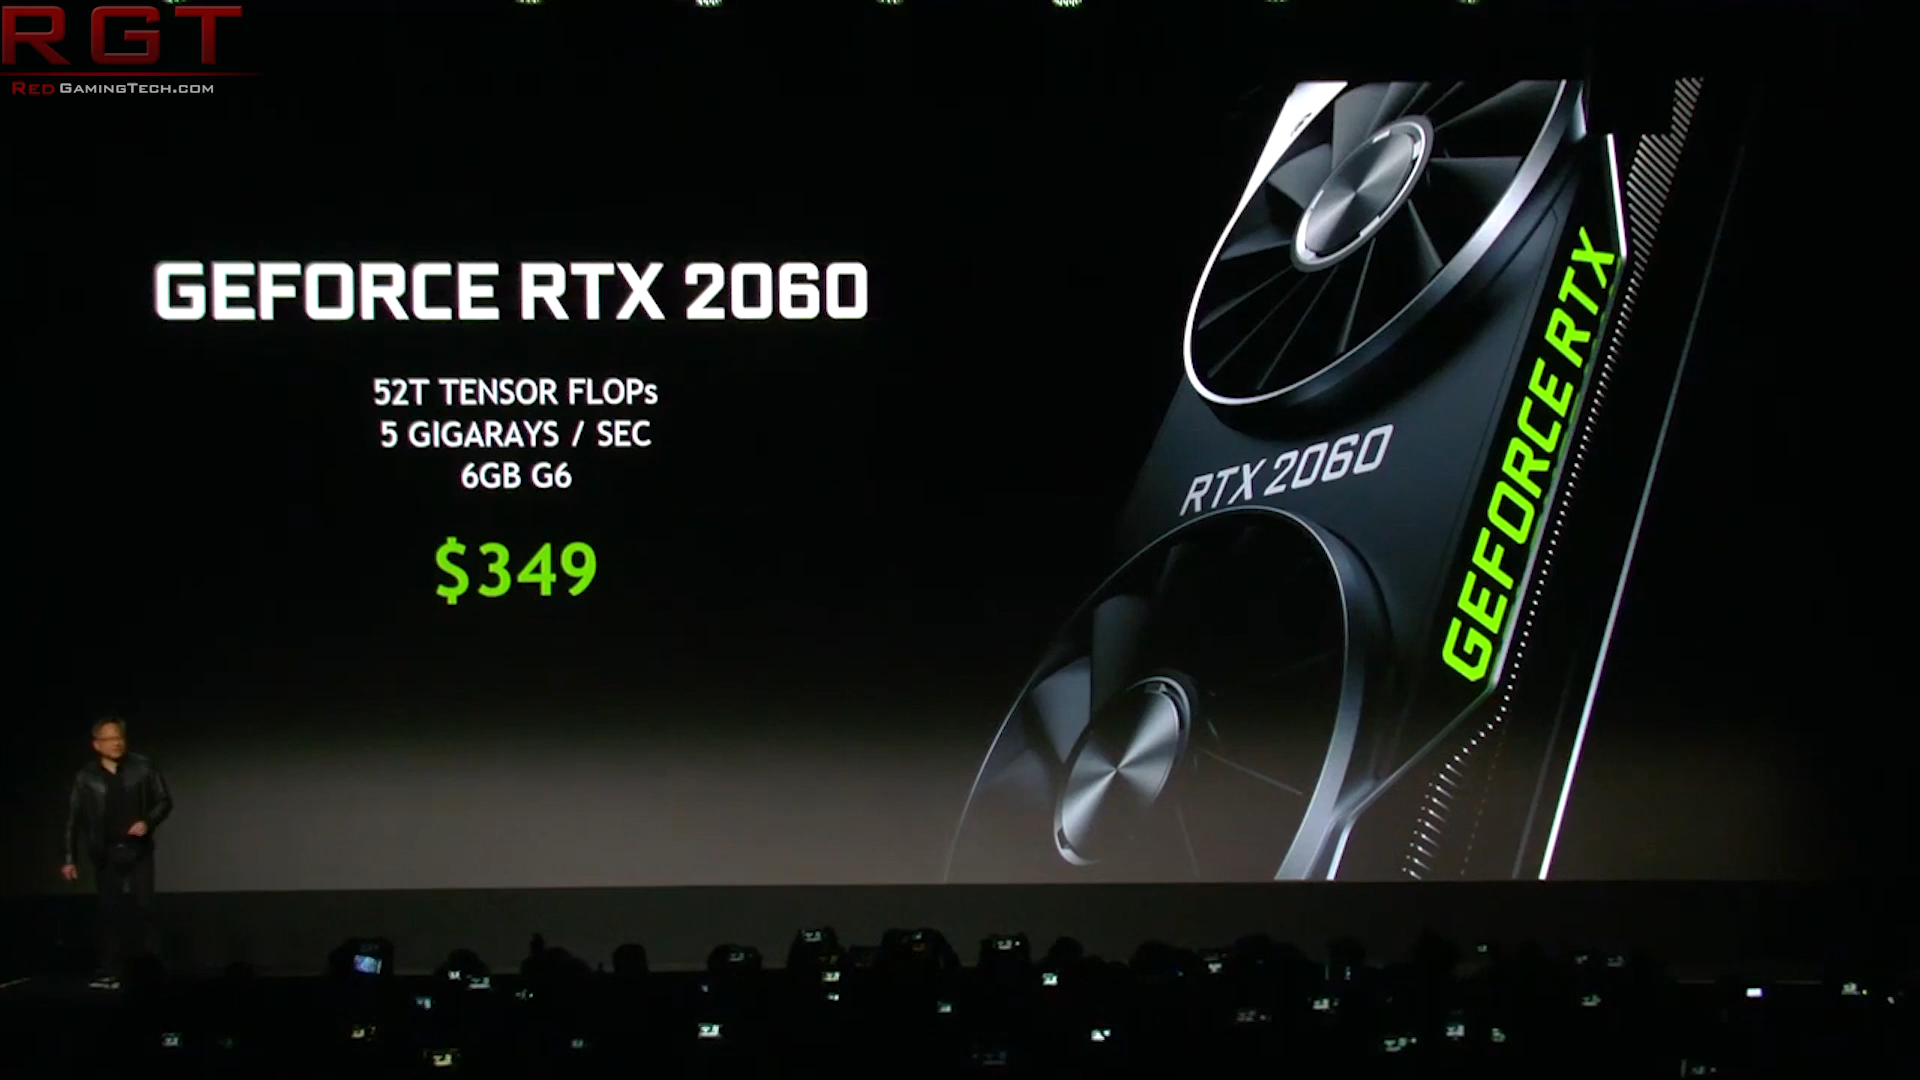 RGT
RedGamingTech.com
GEFORCE RTX 2060
52T TENSOR FLOPs
5 GIGARAYS / SEC
6GB G6
$349
RTX 2060
GEFORCE RTX